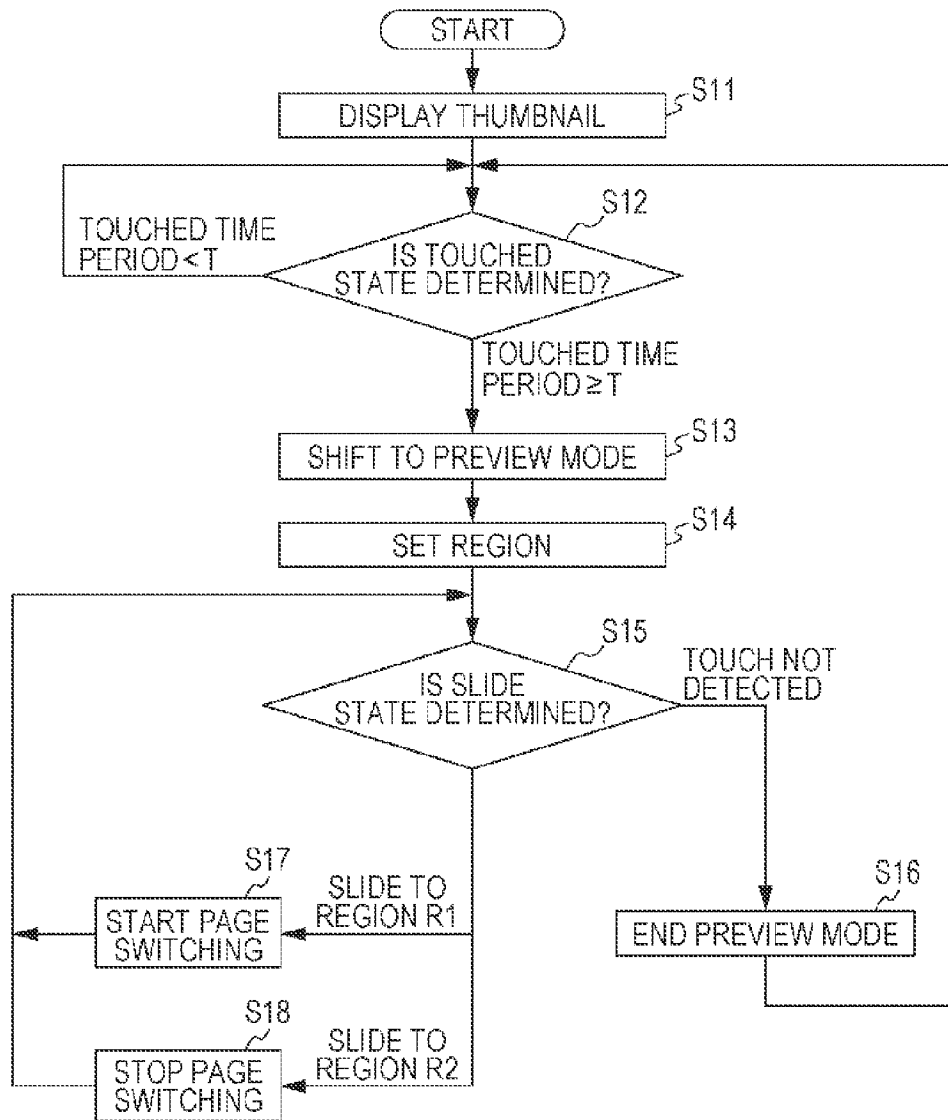 START
S11
DISPLAY THUMBNAIL
S12
TOUCHED TIME
PERIOD<T
IS TOUCHED
STATE DETERMINED?
TOUCHED TIME
PERIOD≥T
S13
SHIFT TO PREVIEW MODE
S14
SET REGION
S15
IS SLIDE
STATE DETERMINED?
TOUCH NOT
DETECTED
S17
START PAGE
SWITCHING
SLIDE TO
REGION R1
S16
END PREVIEW MODE
S18
STOP PAGE
SWITCHING
SLIDE TO
REGION R2